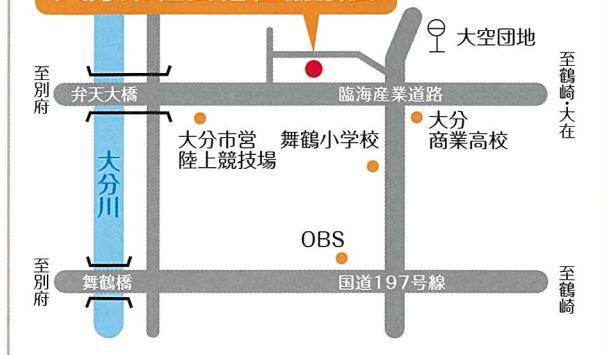 大空団地
至別府
弁天大橋
臨海産業道路
至鶴崎・大在
大分市営
陸上競技場
舞鶴小学校
大分
商業高校
大分川
OBS
至別府
舞鶴橋
国道197号線
至鶴崎